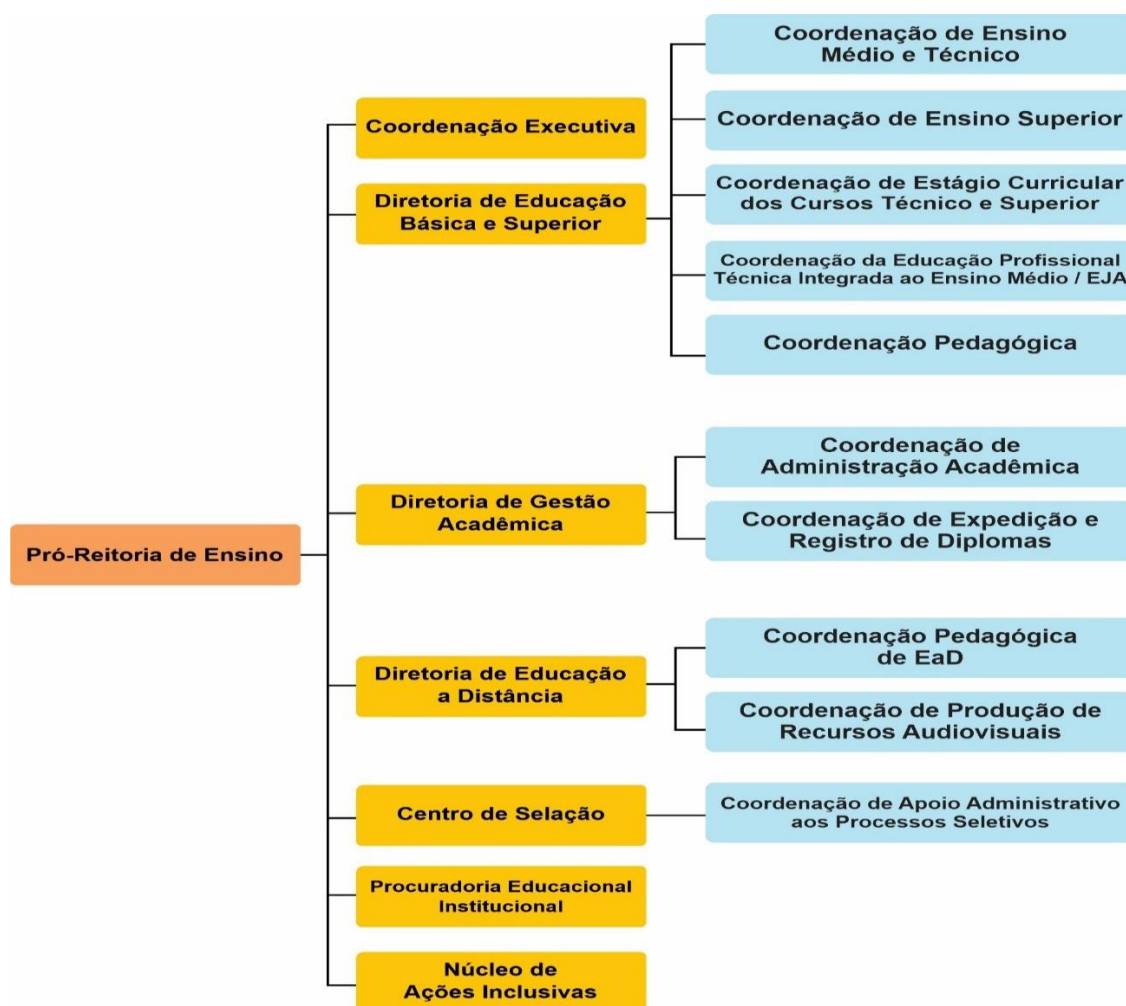 Pró-Reitoria de Ensino
Coordenação Executiva
Diretoria de Educação
Básica e Superior
Coordenação de Ensino
Médio e Técnico
Coordenação de Ensino Superior
Coordenação de Estágio Curricular
dos Cursos Técnico e Superior
Coordenação da Educação Profissional
Técnica Integrada ao Ensino Médio / EJA
Coordenação Pedagógica
Diretoria de Gestão
Acadêmica
Coordenação de
Administração Acadêmica
Coordenação de Expedição e
Registro de Diplomas
Diretoria de Educação
a Distância
Coordenação Pedagógica
de EaD
Coordenação de Produção de
Recursos Audiovisuais
Centro de Selação
Coordenação de Apoio Administrativo
aos Processos Seletivos
Procuradoria Educacional
Institucional
Núcleo de
Ações Inclusivas